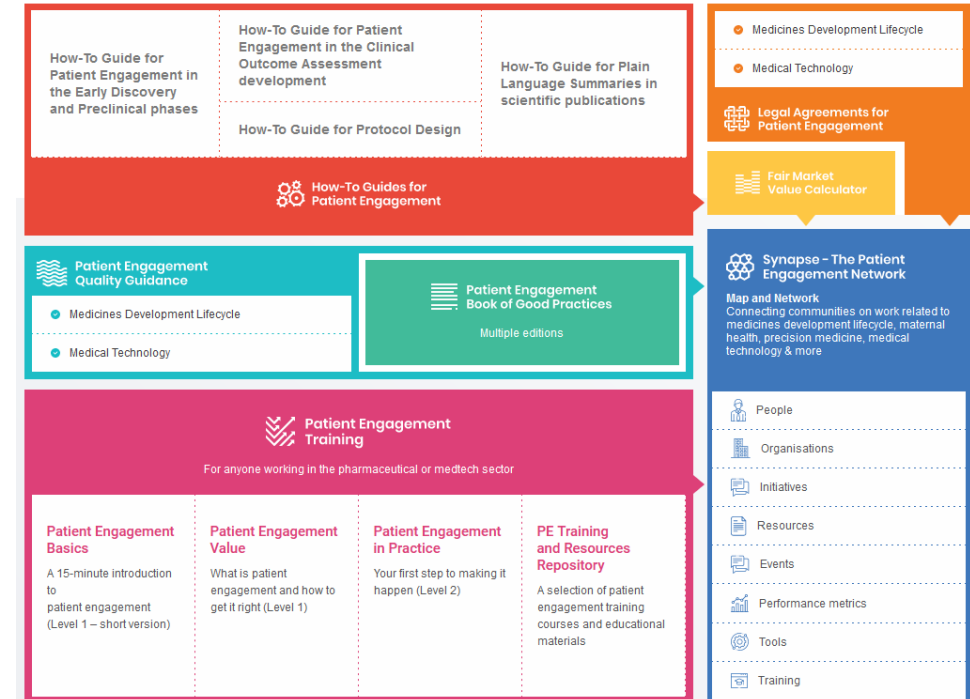 How-To Guide for
Patient Engagement in
the Early Discovery
and Preclinical phases
How-To Guide for Patient
Engagement in the Clinical
Outcome Assessment
development
How-To Guide for Protocol Design
How-To Guide for Plain
Language Summaries in
scientific publications
How-To Guides for
Patient Engagement
Medicines Development Lifecycle
Medical Technology
Legal Agreements for
Patient Engagement
Fair Market
Value Calculator
Patient Engagement
Quality Guidance
Medicines Development Lifecycle
Medical Technology
Patient Engagement
Book of Good Practices
Multiple editions
Synapse - The Patient
Engagement Network
Map and Network
Connecting communities on work related to
medicines development lifecycle, maternal
health, precision medicine, medical
technology & more
People
Organisations
Initiatives
Resources
Events
Performance metrics
Tools
Training
Patient Engagement
Training
For anyone working in the pharmaceutical or medtech sector
Patient Engagement
Basics
A 15-minute introduction
to
patient engagement
(Level 1 – short version)
Patient Engagement
Value
What is patient
engagement and how to
get it right (Level 1)
Patient Engagement
in Practice
Your first step to making it
happen (Level 2)
PE Training
and Resources
Repository
A selection of patient
engagement training
courses and educational
materials